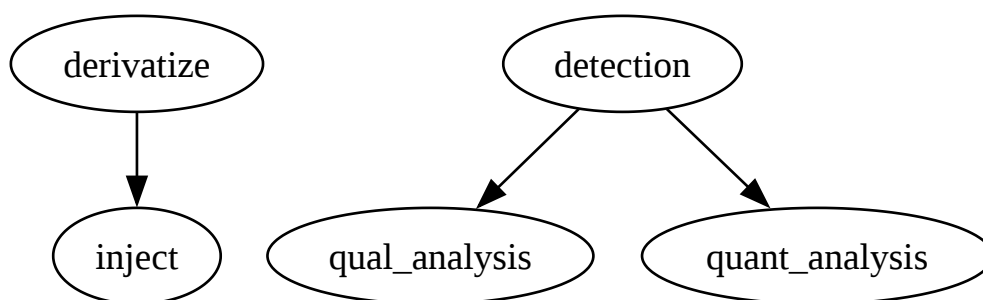 derivatize
detection
inject
qual_analysis
quant_analysis